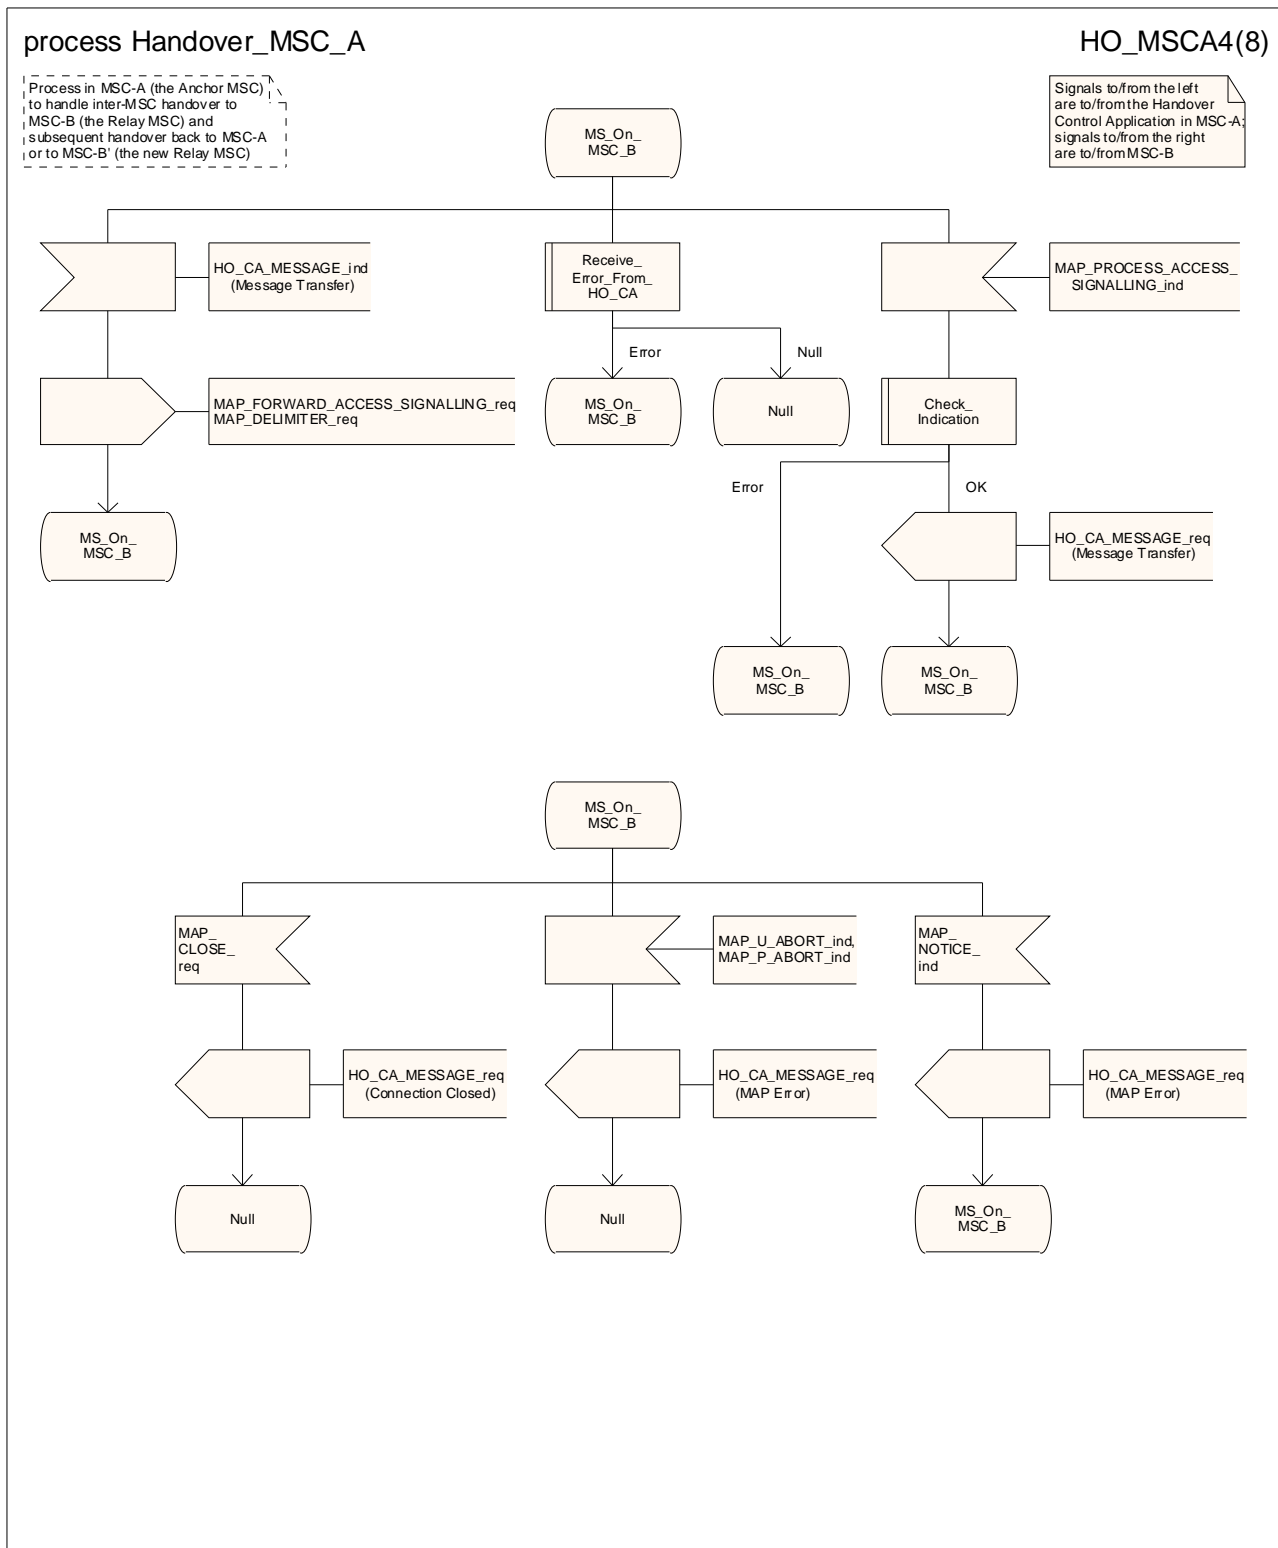 process Handover_MSC_A
HO_MSCA4(8)
Process in MSC-A (the Anchor MSC)
to handle inter-MSC handover to
MSC-B (the Relay MSC) and
subsequent handover back to MSC-A
or to MSC-B' (the new Relay MSC)
Signals to/from the left
are to/from the Handover
Control Application in MSC-A;
signals to/from the right
are to/from MSC-B
MS_On_
MSC_B
HO_CA_MESSAGE_ind
(Message Transfer)
Receive_
Error_From_
HO_CA
MAP_PROCESS_ACCESS_
SIGNALLING_ind
Error
Null
MAP_FORWARD_ACCESS_SIGNALLING_req
MAP_DELIMITER_req
MS_On_
MSC_B
Null
Check_
Indication
Error
OK
MS_On_
MSC_B
HO_CA_MESSAGE_req
(Message Transfer)
MS_On_
MSC_B
MS_On_
MSC_B
MS_On_
MSC_B
MAP_
CLOSE_
req
MAP_U_ABORT_ind,
MAP_P_ABORT_ind
MAP_
NOTICE_
ind
HO_CA_MESSAGE_req
(Connection Closed)
HO_CA_MESSAGE_req
(MAP Error)
HO_CA_MESSAGE_req
(MAP Error)
Null
Null
MS_On_
MSC_B